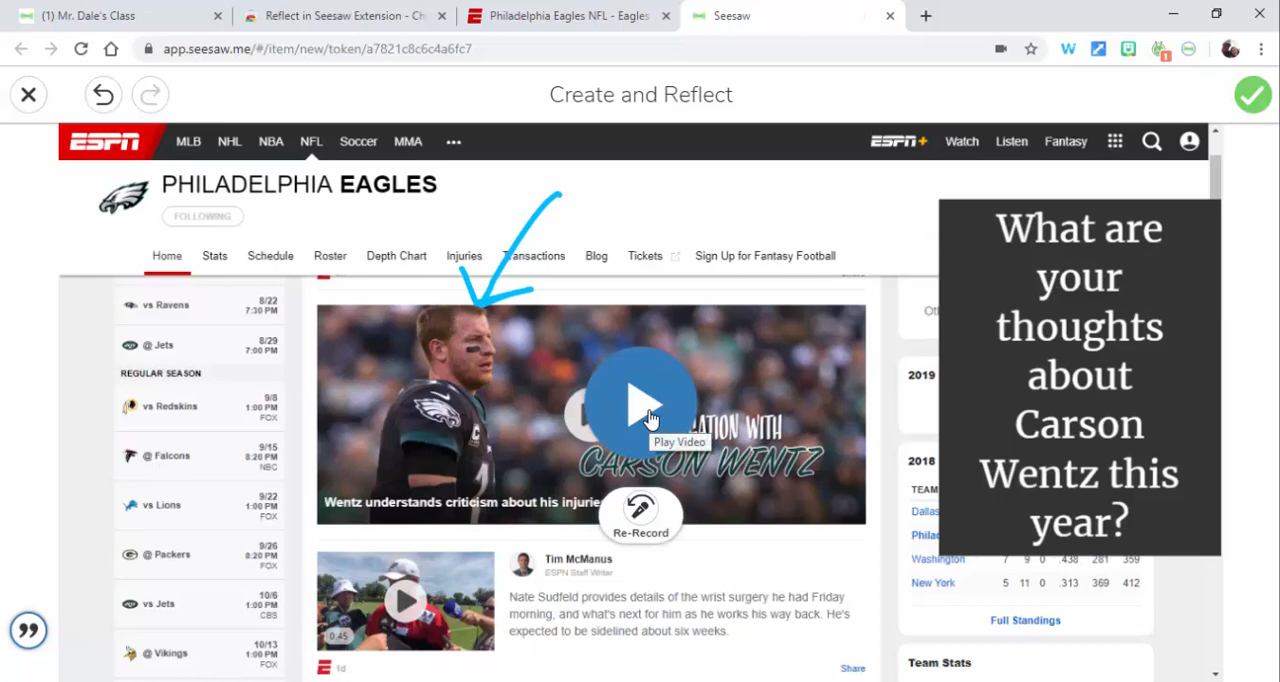 (1) Mr. Dale's Class
Reflect in Seesaw Extension - Ch
Philadelphia Eagles NFL - Eagles
Seesaw
app.seesaw.me/#/item/new/token/a7821c8c6c4a6fc7
1
Create and Reflect
ESPN MLB NHL NBA NFL Soccer MMA ••• ESPN+ Watch Listen Fantasy
PHILADELPHIA EAGLES
FOLLOWING
Home Stats Schedule Roster Depth Chart Injuries Transactions Blog Tickets Sign Up for Fantasy Football
vs Ravens 8/22
7:30 PM
@ Jets 8/29
7:00 PM
REGULAR SEASON
vs Redskins 9/8
1:00 PM
FOX
@ Falcons 9/15
8:20 PM
NBC
vs Lions 9/22
1:00 PM
FOX
@ Packers 9/26
8:20 PM
FOX
vs Jets 10/6
1:00 PM
CBS
@ Vikings 10/13
1:00 PM
FOX
Share
WITH
CARSON WENTZ
Play Video
Wentz understands criticism about his injurie
Re-Record
0:45
Tim McManus
ESPN Staff Writer
Nate Sudfeld provides details of the wrist surgery he had Friday
morning, and what's next for him as he works his way back. He's
expected to be sidelined about six weeks.
1d
Share
What are
your
thoughts
about
Carson
Wentz this
year?
2019
2018
TEAM
Dallas
Philad
Washington 7 9 0 .438 281 359
New York 5 11 0 .313 369 412
Full Standings
Team Stats